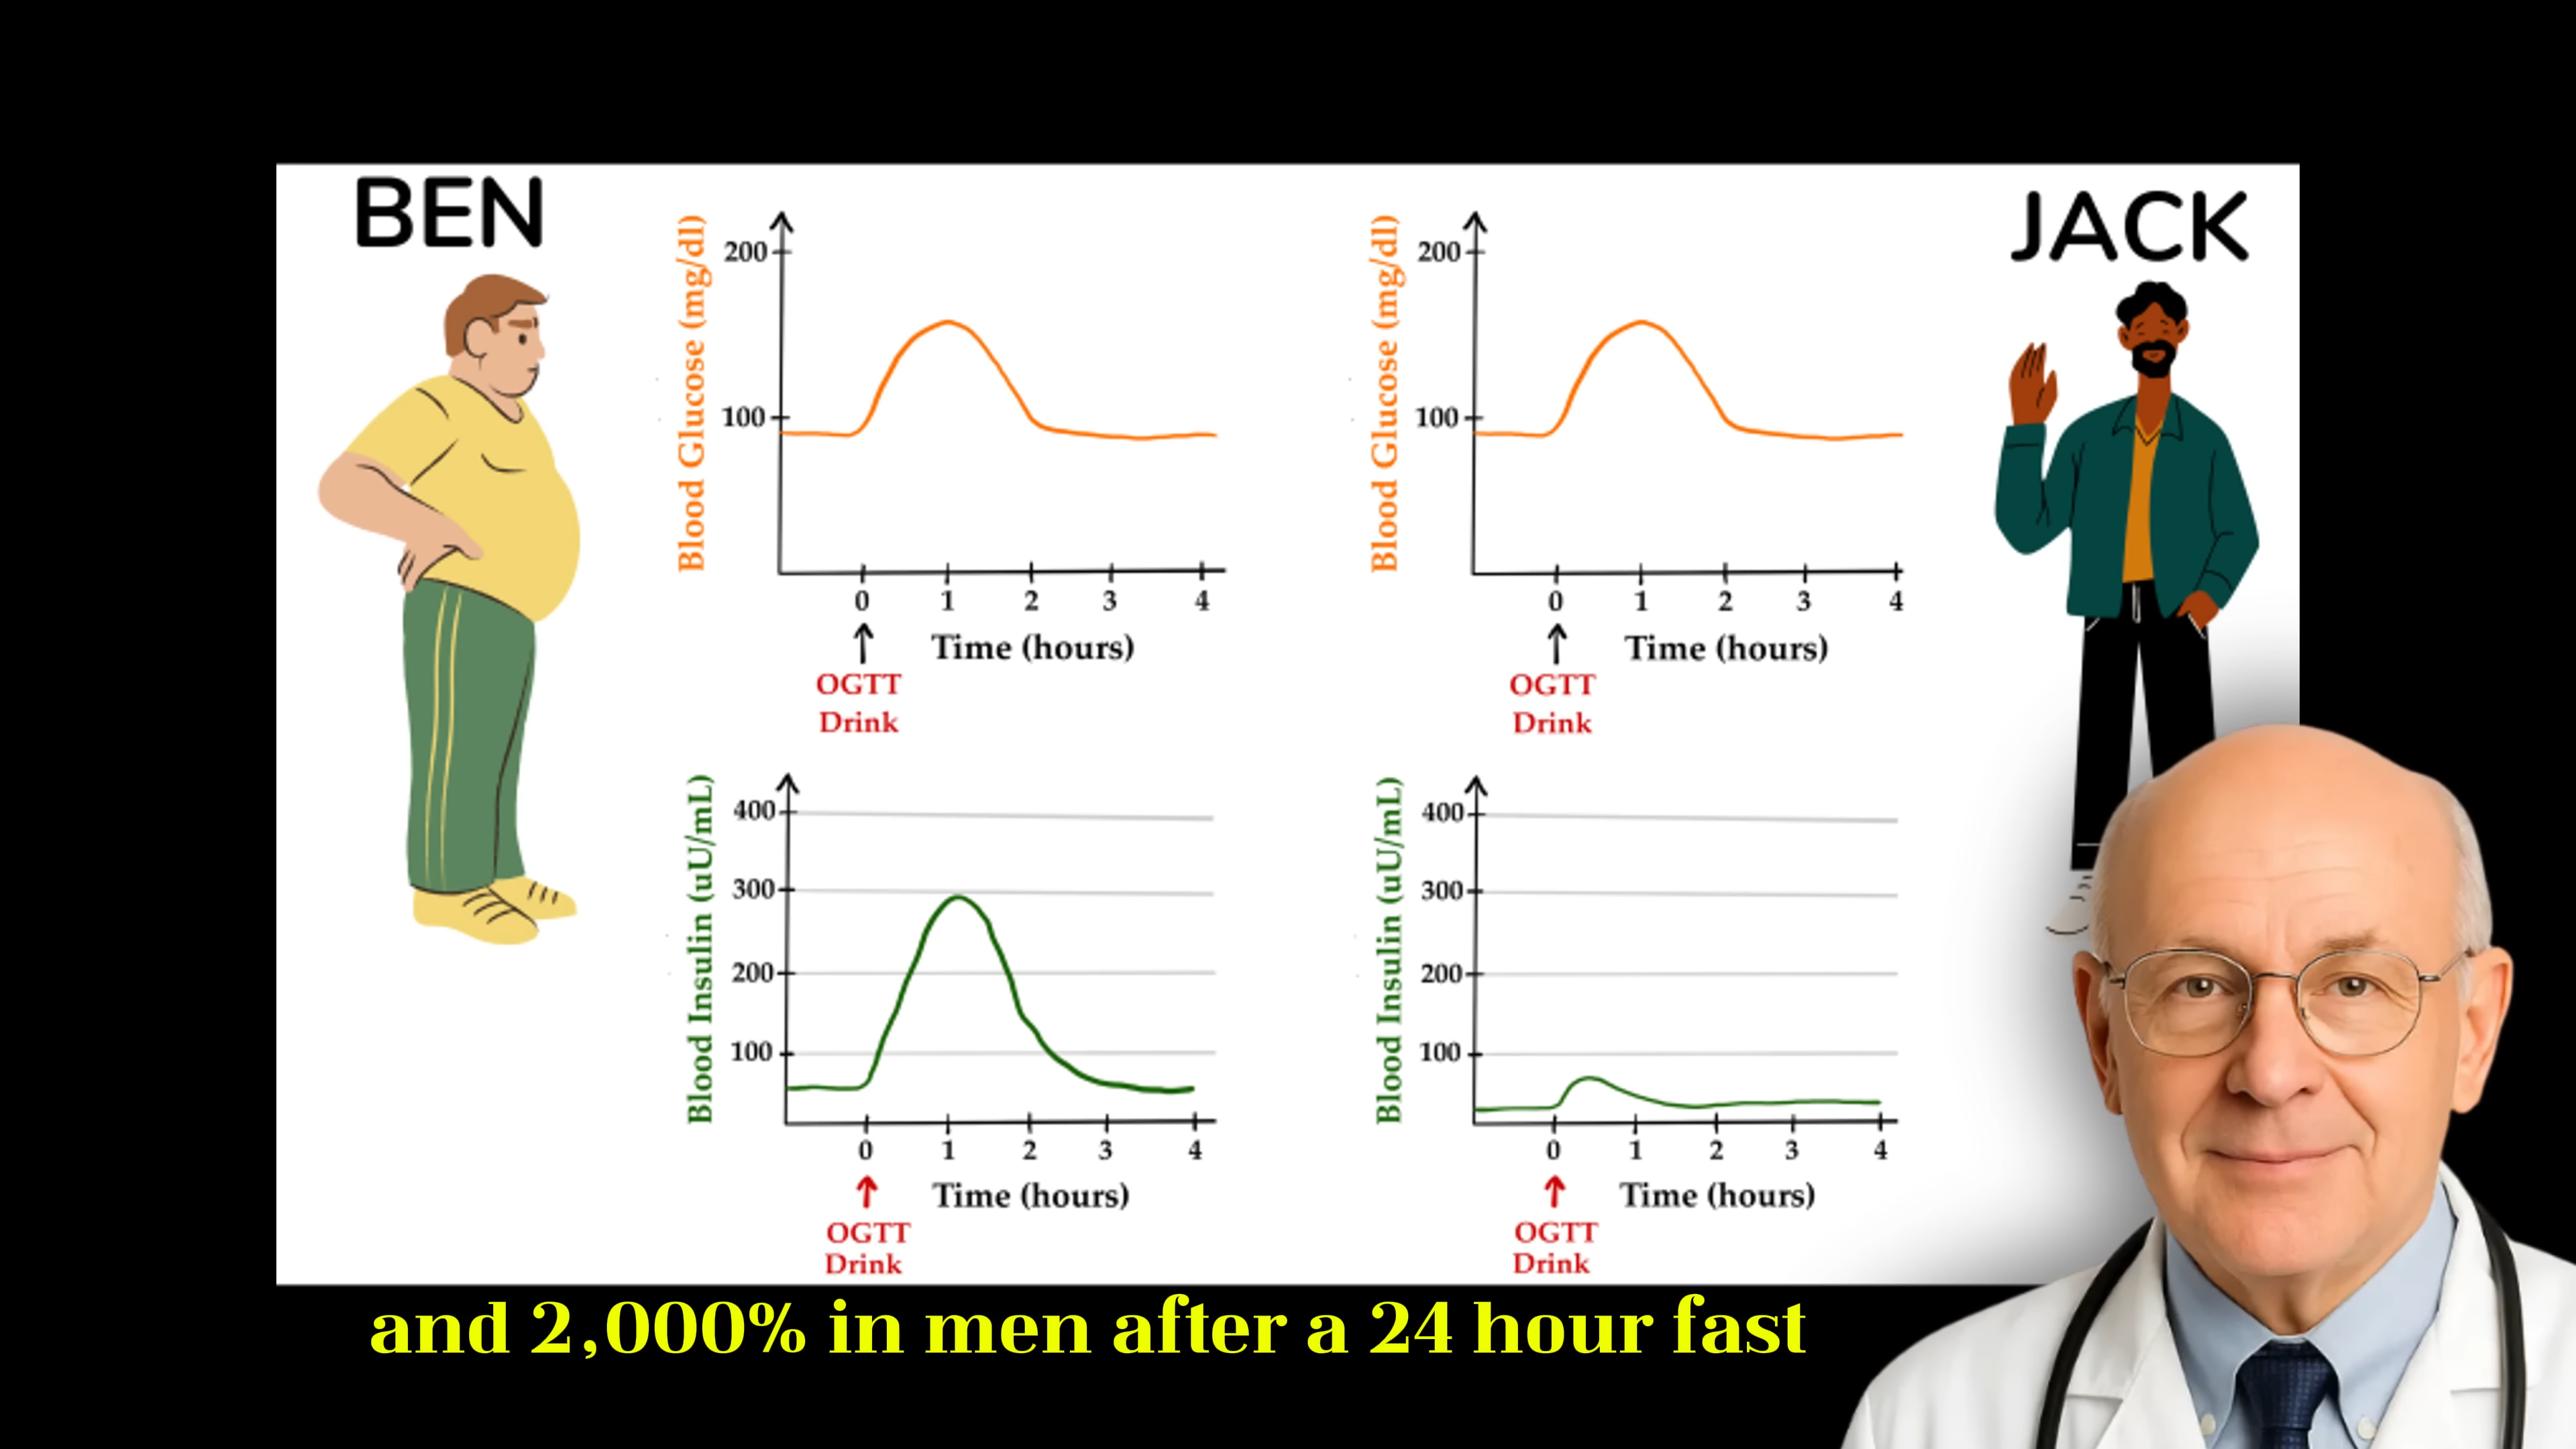 BEN
JACK
Blood Glucose (mg/dl)
200
100
0 1 2 3 4
Time (hours)
OGTT
Drink
Blood Glucose (mg/dl)
200
100
0 1 2 3 4
Time (hours)
OGTT
Drink
Blood Insulin (uU/mL)
400
300
200
100
0 1 2 3 4
Time (hours)
OGTT
Drink
Blood Insulin (uU/mL)
400
300
200
100
0 1 2 3 4
Time (hours)
OGTT
Drink
and 2,000% in men after a 24 hour fast